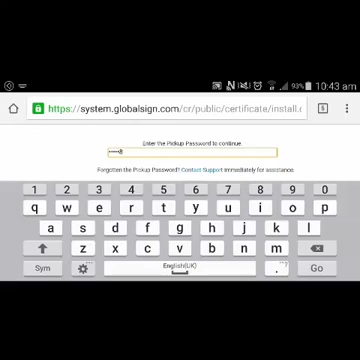 93% 10:43 AM
https://system.globalsign.com/cr/public/certificate/install.c 5
Enter the Pickup Password to continue.
Forgotten the Pickup Password? Contact Support immediately for assistance.
1 2 3 4 5 6 7 8 9 0
q w e r t y u i o p
a s d f g h j k l
z x c v b n m
Sym English(UK) . Go